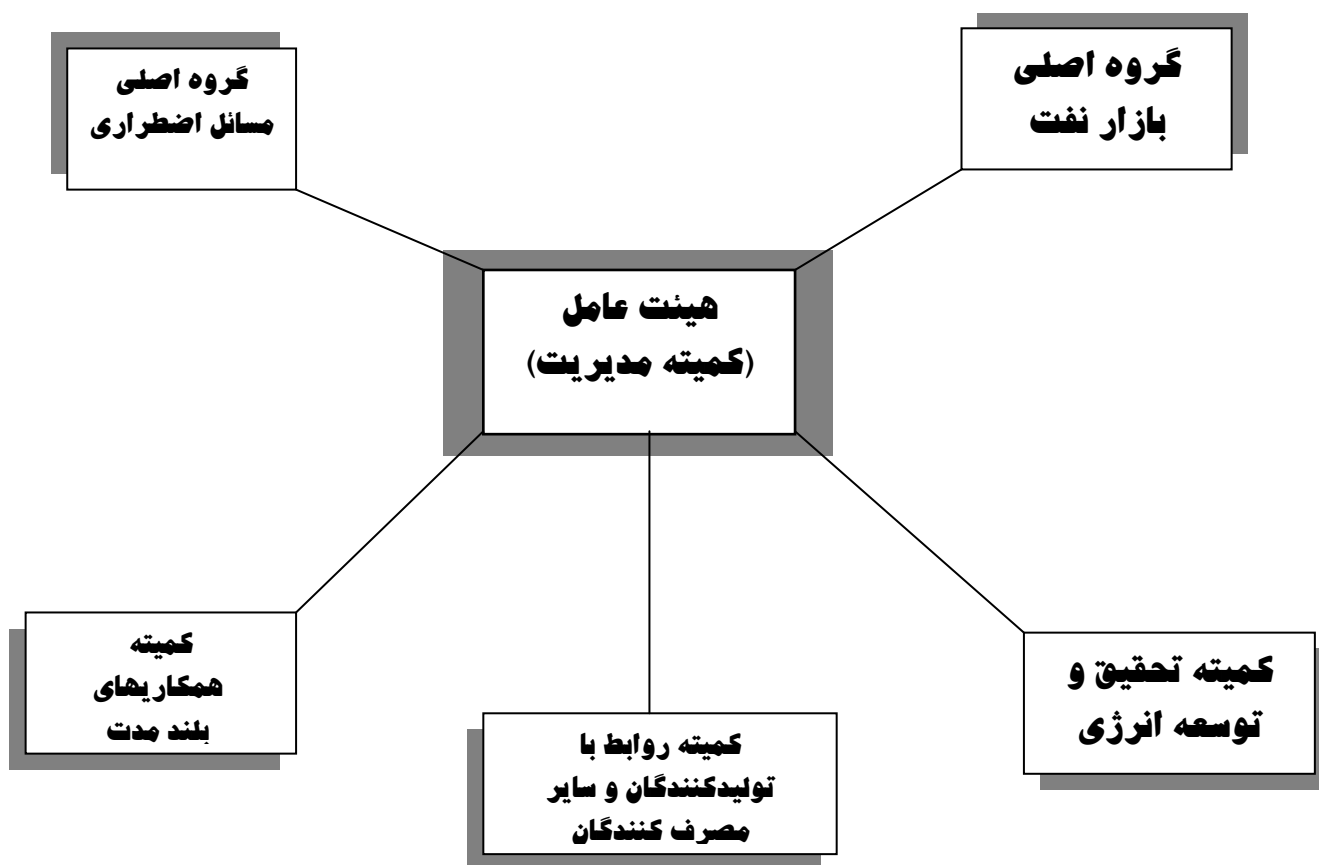 گروه اصلی
بازار نفت
گروه اصلی
مسائل اضطراری
هیئت عامل
(کمیته مدیریت)
کمیته تحقیق و
توسعه انرژی
کمیته روابط با
تولیدکنندگان و سایر
مصرف کنندگان
کمیته
همکاریهای
بلند مدت